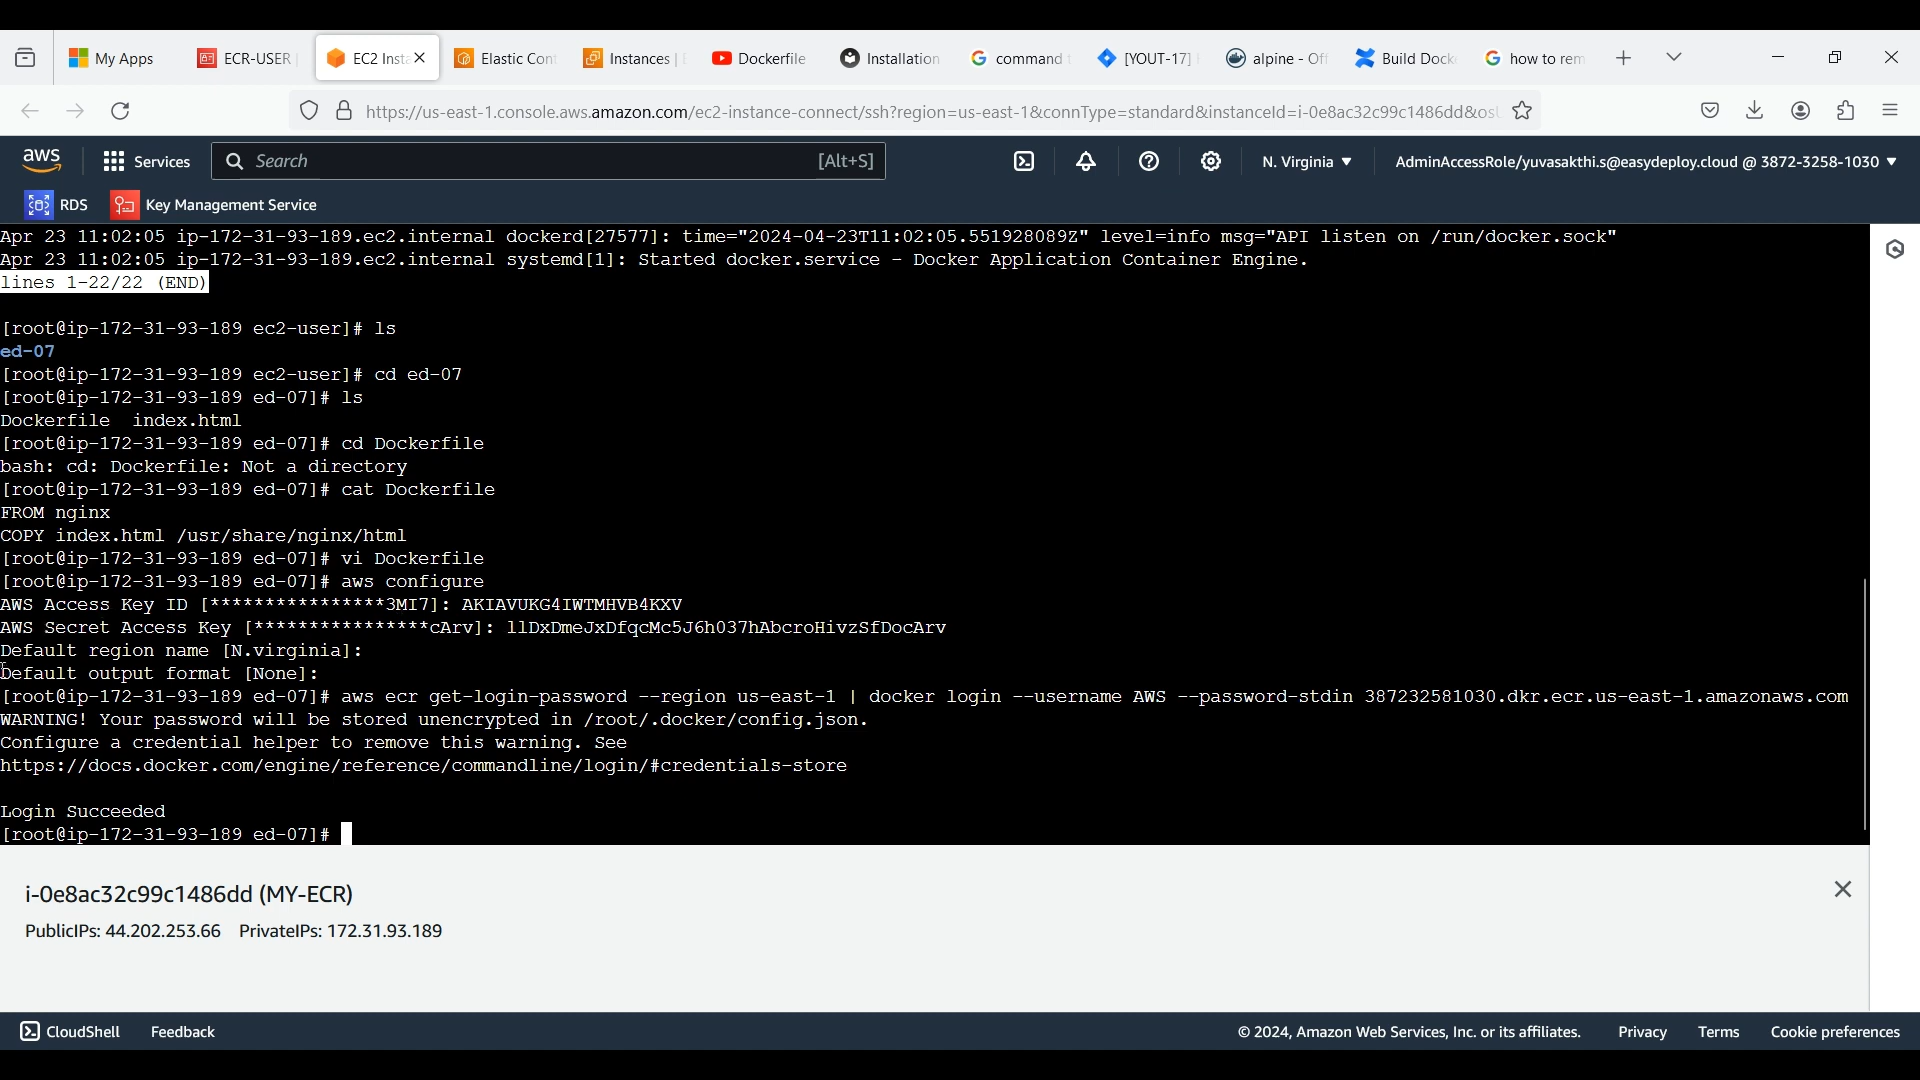 My Apps
ECR-USER
EC2 Inst
Elastic Con
Instances |
Dockerfile
Installation
command
[YOUT-17]
alpine - Of
Build Dock
how to rem
https://us-east-1.console.aws.amazon.com/ec2-instance-connect/ssh?region=us-east-1&connType=standard&instanceId=i-0e8ac32c99c1486dd&os
aws
Services
Search
[Alt+S]
N. Virginia
AdminAccessRole/yuvasakthi.s@easydeploy.cloud @ 3872-3258-1030
RDS
Key Management Service
Apr 23 11:02:05 ip-172-31-93-189.ec2.internal dockerd[27577]: time="2024-04-23T11:02:05.551928089Z" level=info msg="API listen on /run/docker.sock"
Apr 23 11:02:05 ip-172-31-93-189.ec2.internal systemd[1]: Started docker.service - Docker Application Container Engine.
lines 1-22/22 (END)
[root@ip-172-31-93-189 ec2-user]# ls
ed-07
[root@ip-172-31-93-189 ec2-user]# cd ed-07
[root@ip-172-31-93-189 ed-07]# ls
Dockerfile  index.html
[root@ip-172-31-93-189 ed-07]# cd Dockerfile
bash: cd: Dockerfile: Not a directory
[root@ip-172-31-93-189 ed-07]# cat Dockerfile
FROM nginx
COPY index.html /usr/share/nginx/html
[root@ip-172-31-93-189 ed-07]# vi Dockerfile
[root@ip-172-31-93-189 ed-07]# aws configure
AWS Access Key ID [****************3MI7]: AKIAVUKG4IWTMHVB4KXV
AWS Secret Access Key [****************cArv]: 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
Default region name [N.virginia]:
Default output format [None]:
[root@ip-172-31-93-189 ed-07]# aws ecr get-login-password --region us-east-1 | docker login --username AWS --password-stdin 387232581030.dkr.ecr.us-east-1.amazonaws.com
WARNING! Your password will be stored unencrypted in /root/.docker/config.json.
Configure a credential helper to remove this warning. See
https://docs.docker.com/engine/reference/commandline/login/#credentials-store
Login Succeeded
[root@ip-172-31-93-189 ed-07]#
i-0e8ac32c99c1486dd (MY-ECR)
PublicIPs: 44.202.253.66   PrivateIPs: 172.31.93.189
CloudShell
Feedback
© 2024, Amazon Web Services, Inc. or its affiliates.
Privacy
Terms
Cookie preferences